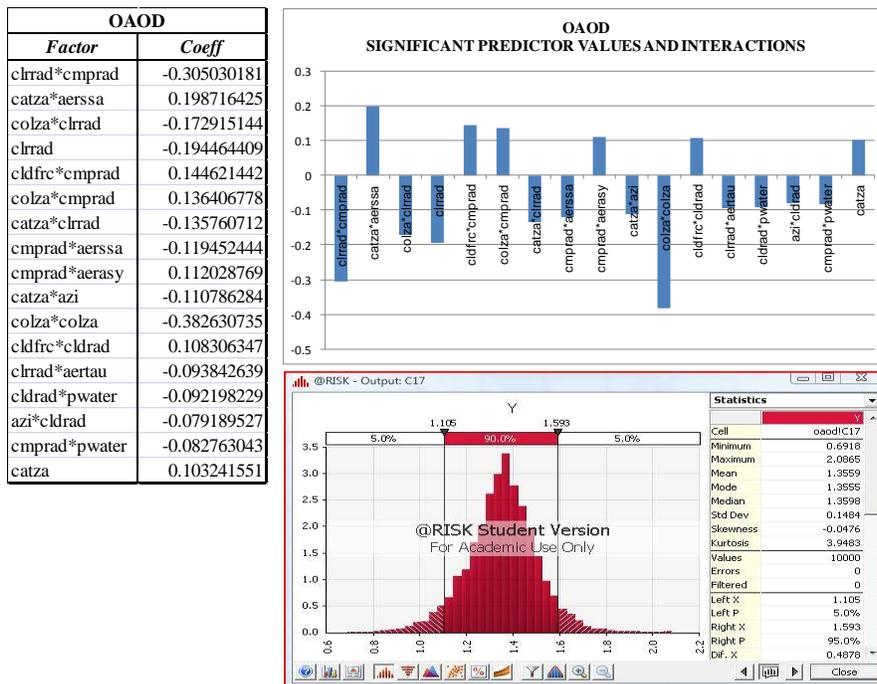 OAOD
Factor Coeff
clrrad*cmprad -0.305030181
catza*aerssa 0.198716425
colza*clrrad -0.172915144
clrrad -0.194464409
cldfrc*cmprad 0.144621442
colza*cmprad 0.136406778
catza*clrrad -0.135760712
cmprad*aerssa -0.119452444
cmprad*aerasy 0.112028769
catza*azi -0.110786284
colza*colza -0.382630735
cldfrc*cldrad 0.108306347
clrrad*aertau -0.093842639
cldrad*pwater -0.092198229
azi*cldrad -0.079189527
cmprad*pwater -0.082763043
catza 0.103241551
OAOD
SIGNIFICANT PREDICTOR VALUES AND INTERACTIONS
0.3
0.2
0.1
0
-0.1
-0.2
-0.3
-0.4
-0.5
clrrad*cmprad
catza*aerssa
colza*clrrad
clrrad
cldfrc*cmprad
colza*cmprad
catza*clrrad
cmprad*aerssa
cmprad*aerasy
catza*azi
colza*colza
cldfrc*cldrad
clrrad*aertau
cldrad*pwater
azi*cldrad
cmprad*pwater
catza
@RISK - Output: C17
Y
1.105 1.593
5.0% 90.0% 5.0%
3.5
3.0
2.5
2.0
1.5
1.0
0.5
0.0
0.6 0.8 1.0 1.2 1.4 1.6 1.8 2.0 2.2
@RISK Student Version
For Academic Use Only
Statistics
Y
Cell oaod!C17
Minimum 0.6918
Maximum 2.0865
Mean 1.3559
Mode 1.3555
Median 1.3598
Std Dev 0.1484
Skewness -0.0476
Kurtosis 3.9483
Values 10000
Errors 0
Filtered 0
Left X 1.105
Left P 5.0%
Right X 1.593
Right P 95.0%
Dif. X 0.4878
Close